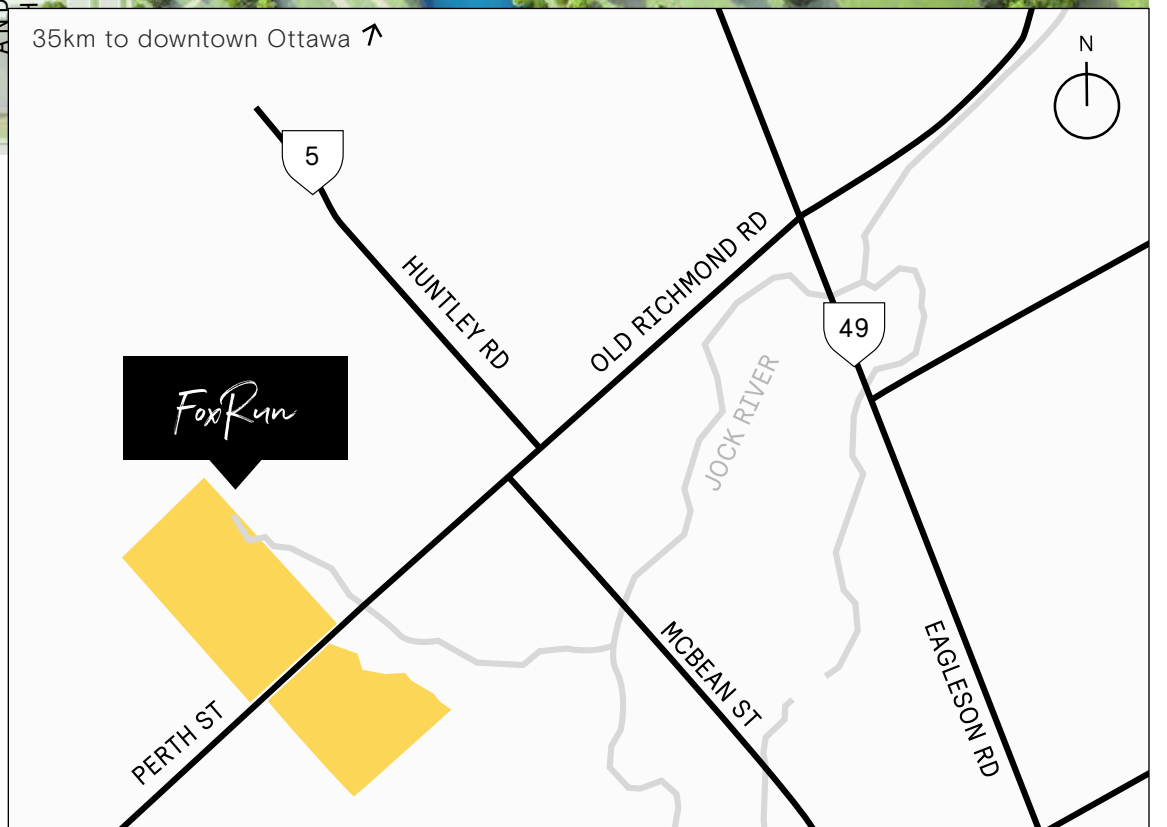 35km to downtown Ottawa
N
5
HUNTLEY RD
OLD RICHMOND RD
49
FoxRun
JOCK RIVER
MCBEAN ST
EAGLESON RD
PERTH ST